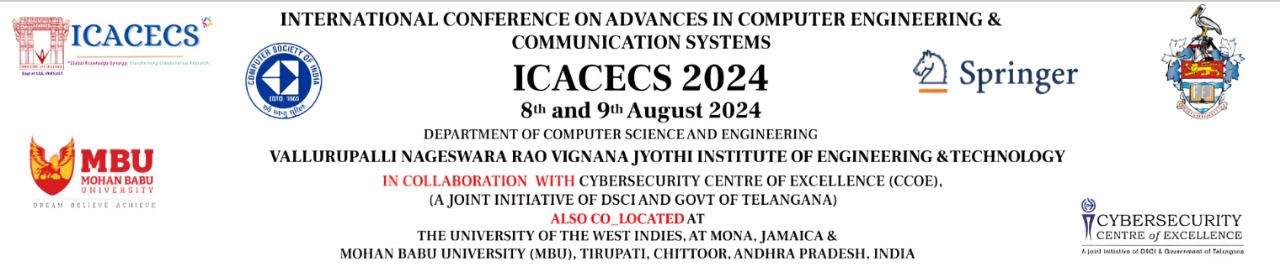 ICACECS
"Global Knowledge Synergy: Transforming Collaborative Research"
Dept of CSE, VNRVJIET
COMPUTER SOCIETY OF INDIA
ESTD. 1965
MBU
MOHAN BABU
UNIVERSITY
DREAM. BELIEVE. ACHIEVE
INTERNATIONAL CONFERENCE ON ADVANCES IN COMPUTER ENGINEERING &
COMMUNICATION SYSTEMS
ICACECS 2024
8th and 9th August 2024
DEPARTMENT OF COMPUTER SCIENCE AND ENGINEERING
VALLURUPALLI NAGESWARA RAO VIGNANA JYOTHI INSTITUTE OF ENGINEERING &TECHNOLOGY
IN COLLABORATION WITH CYBERSECURITY CENTRE OF EXCELLENCE (CCOE),
(A JOINT INITIATIVE OF DSCI AND GOVT OF TELANGANA)
ALSO CO_LOCATED AT
THE UNIVERSITY OF THE WEST INDIES, AT MONA, JAMAICA &
MOHAN BABU UNIVERSITY (MBU), TIRUPATI, CHITTOOR, ANDHRA PRADESH, INDIA
Springer
CYBERSECURITY
CENTRE of EXCELLENCE
A Joint Initiative of DSCI & Government of Telangana